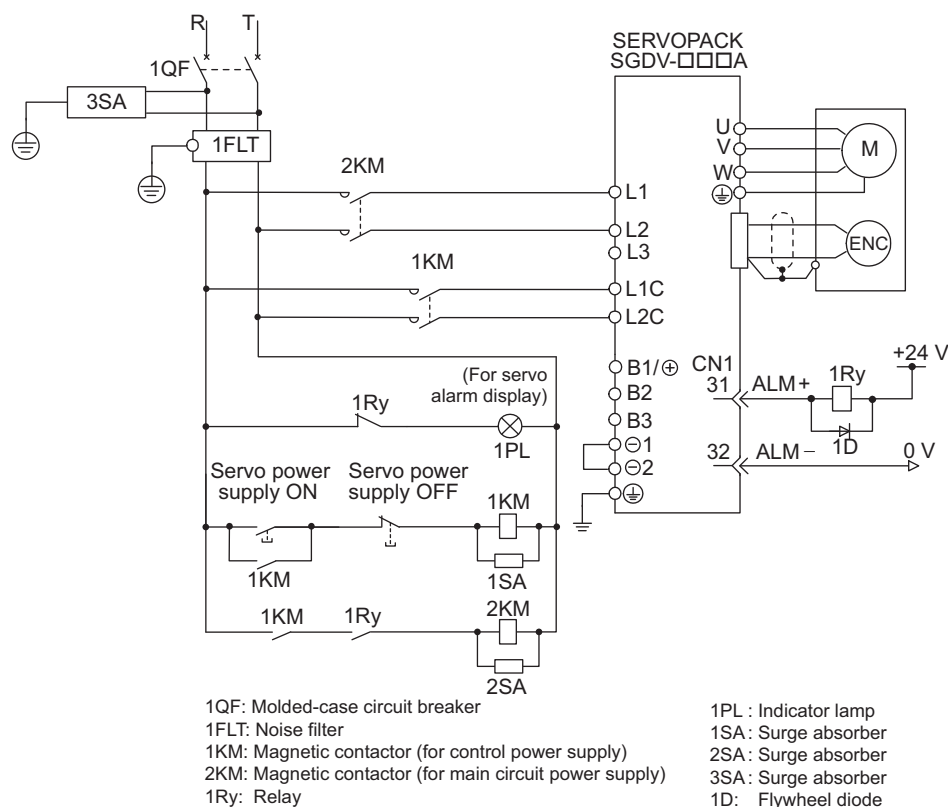 R T
1QF
3SA
1FLT
SERVOPACK
SGDV-□□□A
U
V
W
M
ENC
2KM
L1
L2
L3
1KM
L1C
L2C
B1/⊕
B2
B3
⊖1
⊖2
CN1
31 ALM+
1Ry
+24 V
1D
32 ALM−
0 V
(For servo
alarm display)
1Ry
1PL
Servo power
supply ON
Servo power
supply OFF
1KM
1KM
1SA
1KM
1Ry
2KM
2SA
1QF: Molded-case circuit breaker
1FLT: Noise filter
1KM: Magnetic contactor (for control power supply)
2KM: Magnetic contactor (for main circuit power supply)
1Ry: Relay
1PL : Indicator lamp
1SA : Surge absorber
2SA : Surge absorber
3SA : Surge absorber
1D: Flywheel diode